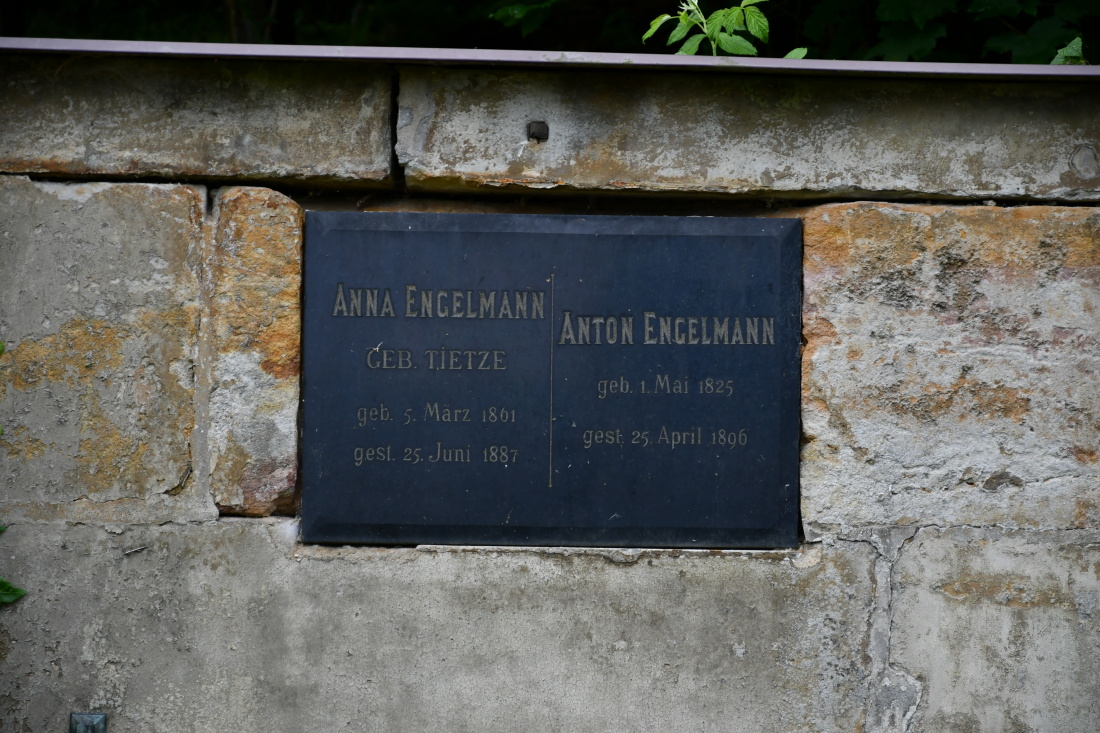 ANNA ENGELMANN
GEB. TIETZE
geb. 5. März 1861
gest. 25. Juni 1887
ANTON ENGELMANN
geb. 1. Mai 1825
gest. 25. April 1896